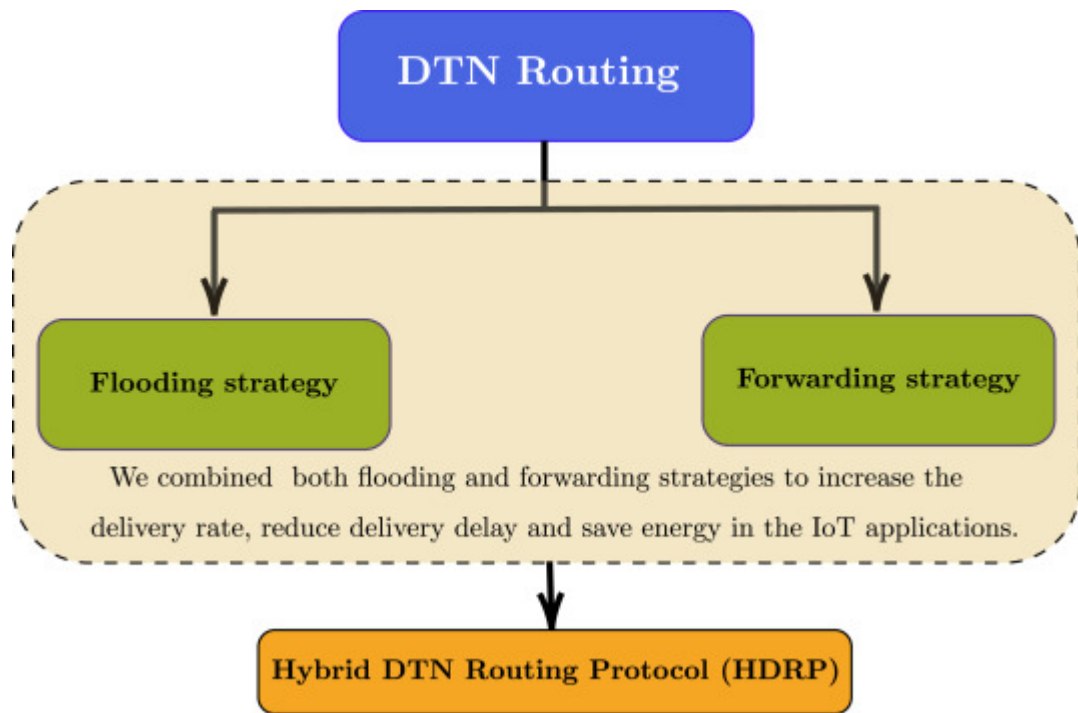 DTN Routing
Flooding strategy
Forwarding strategy
We combined both flooding and forwarding strategies to increase the
delivery rate, reduce delivery delay and save energy in the IoT applications.
Hybrid DTN Routing Protocol (HDRP)